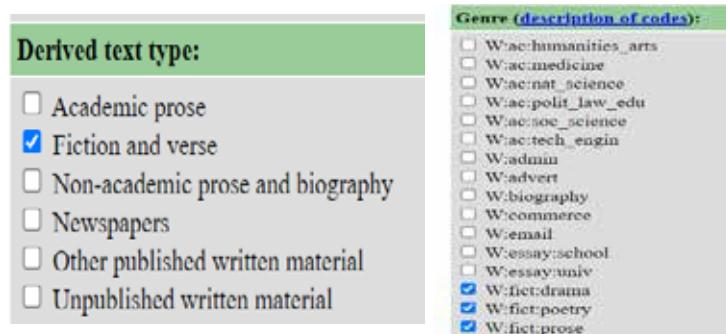 Derived text type:
Academic prose
Fiction and verse
Non-academic prose and biography
Newspapers
Other published written material
Unpublished written material
Genre (description of codes):
W:ac:humanities_arts
W:ac:medicine
W:ac:nat_science
W:ac:polit_law_edu
W:ac:soc_science
W:ac:tech_engin
W:admin
W:advert
W:biography
W:commerce
W:email
W:essay:school
W:essay:univ
W:fict:drama
W:fict:poetry
W:fict:prose